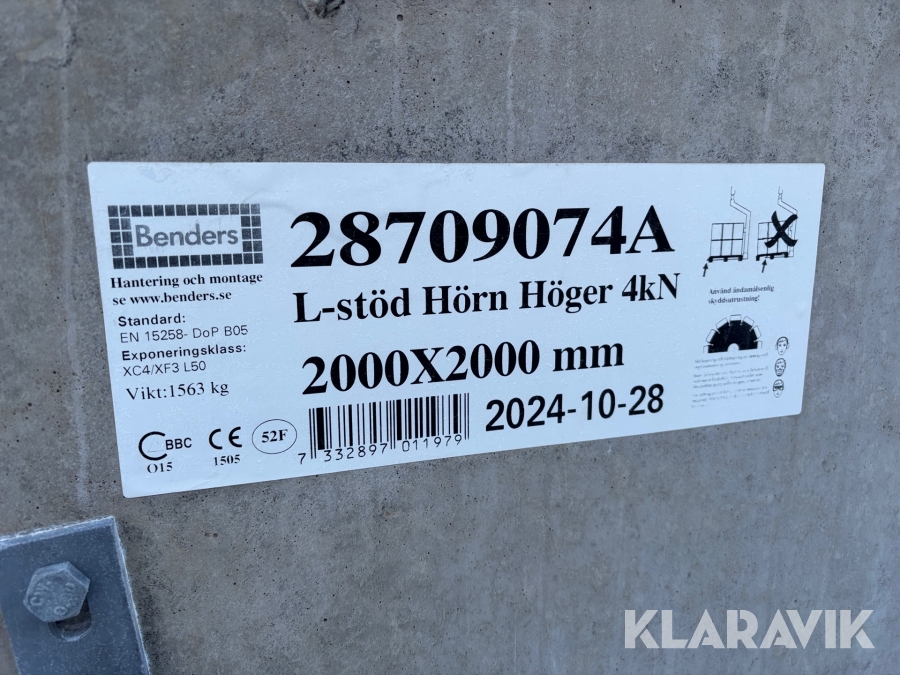 Benders
28709074A
Hantering och montage
se www.benders.se
L-stöd Hörn Höger 4kN
Använd ändamålsenlig
skyddsutrustning!
Standard:
EN 15258- DoP B05
Exponeringsklass:
XC4/XF3 L50
Vikt:1563 kg
2000X2000 mm
2024-10-28
BBC
O15
CE
1505
52F
7 332897 011979
KLARAVIK